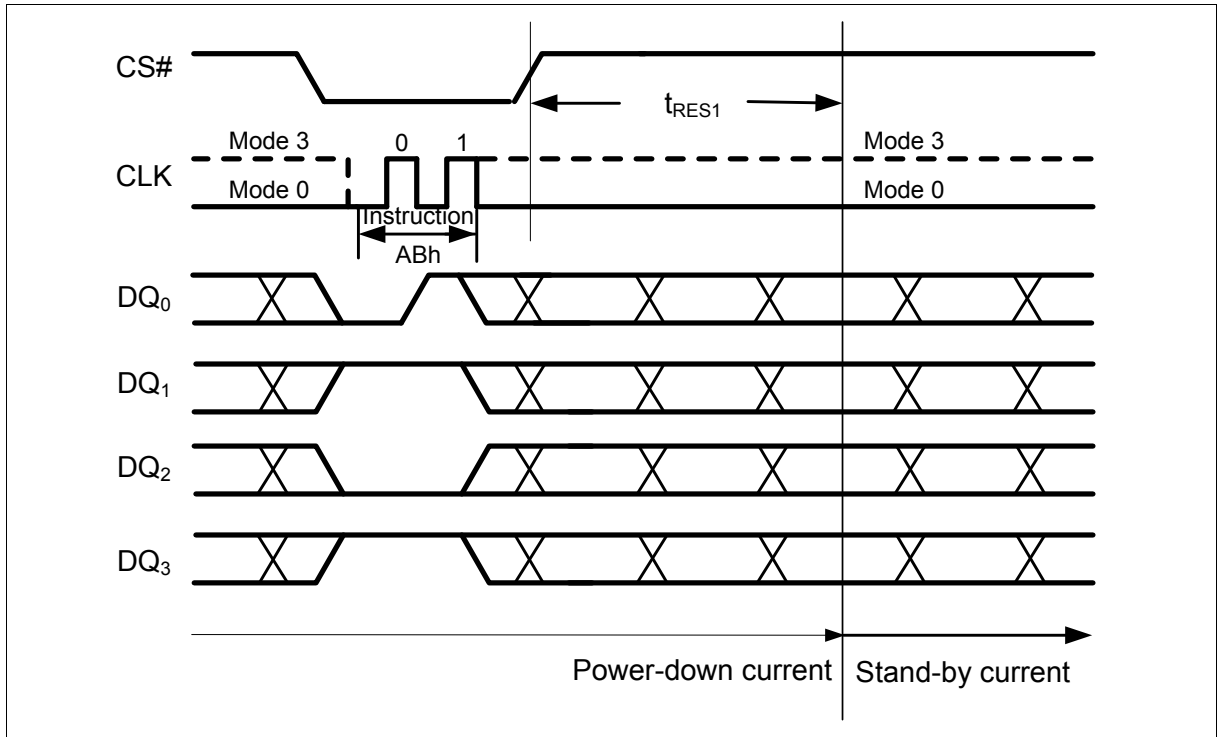 CS#
tRES1
Mode 3 0 1 Mode 3
CLK
Mode 0 Mode 0
Instruction
ABh
DQ0
DQ1
DQ2
DQ3
Power-down current Stand-by current